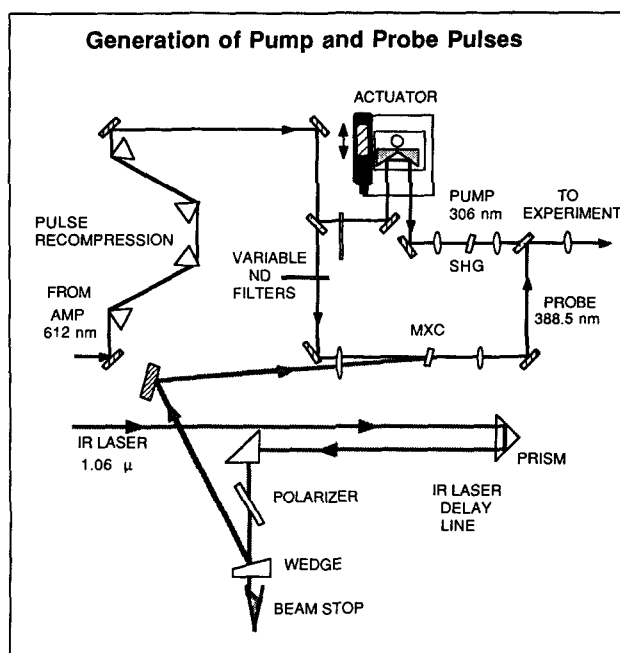 Generation of Pump and Probe Pulses
ACTUATOR
PULSE
RECOMPRESSION
PUMP
306 nm
TO
EXPERIMENT
SHG
VARIABLE
ND
FILTERS
FROM
AMP
612 nm
PROBE
388.5 nm
MXC
IR LASER
1.06 μ
PRISM
POLARIZER
IR LASER
DELAY
LINE
WEDGE
BEAM STOP